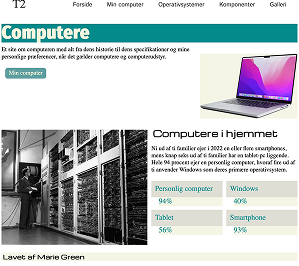 T2
Forside Min computer Operativsystemer Komponenter Galleri
Computere
Et site om computeren med alt fra dens historie til dens specifikationer og mine
personlige præferencer, når det gælder computere og computerudstyr.
Min computer
Computere i hjemmet
Ni ud af ti familier ejer i 2022 en eller flere smartphones,
mens knap seks ud af ti familier har en tablet-pc liggende.
Hele 94 procent ejer en personlig computer, hvoraf fire ud af
ti anvender Windows som deres primære operativsystem.
Personlig computer
94%
Windows
40%
Tablet
56%
Smartphone
93%
Lavet af Marie Green